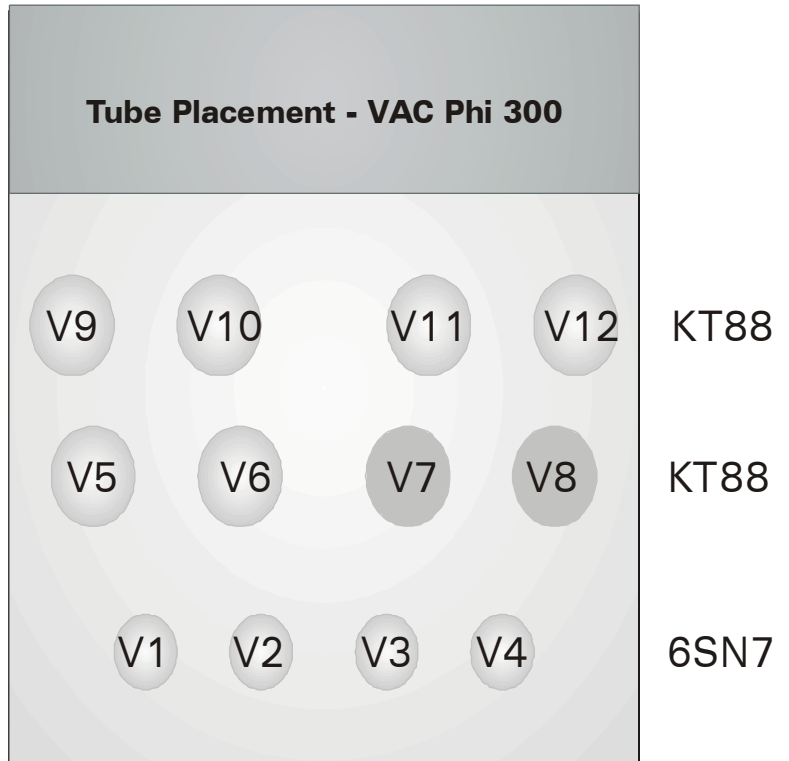 Tube Placement - VAC Phi 300
V9 V10 V11 V12 KT88
V5 V6 V7 V8 KT88
V1 V2 V3 V4 6SN7